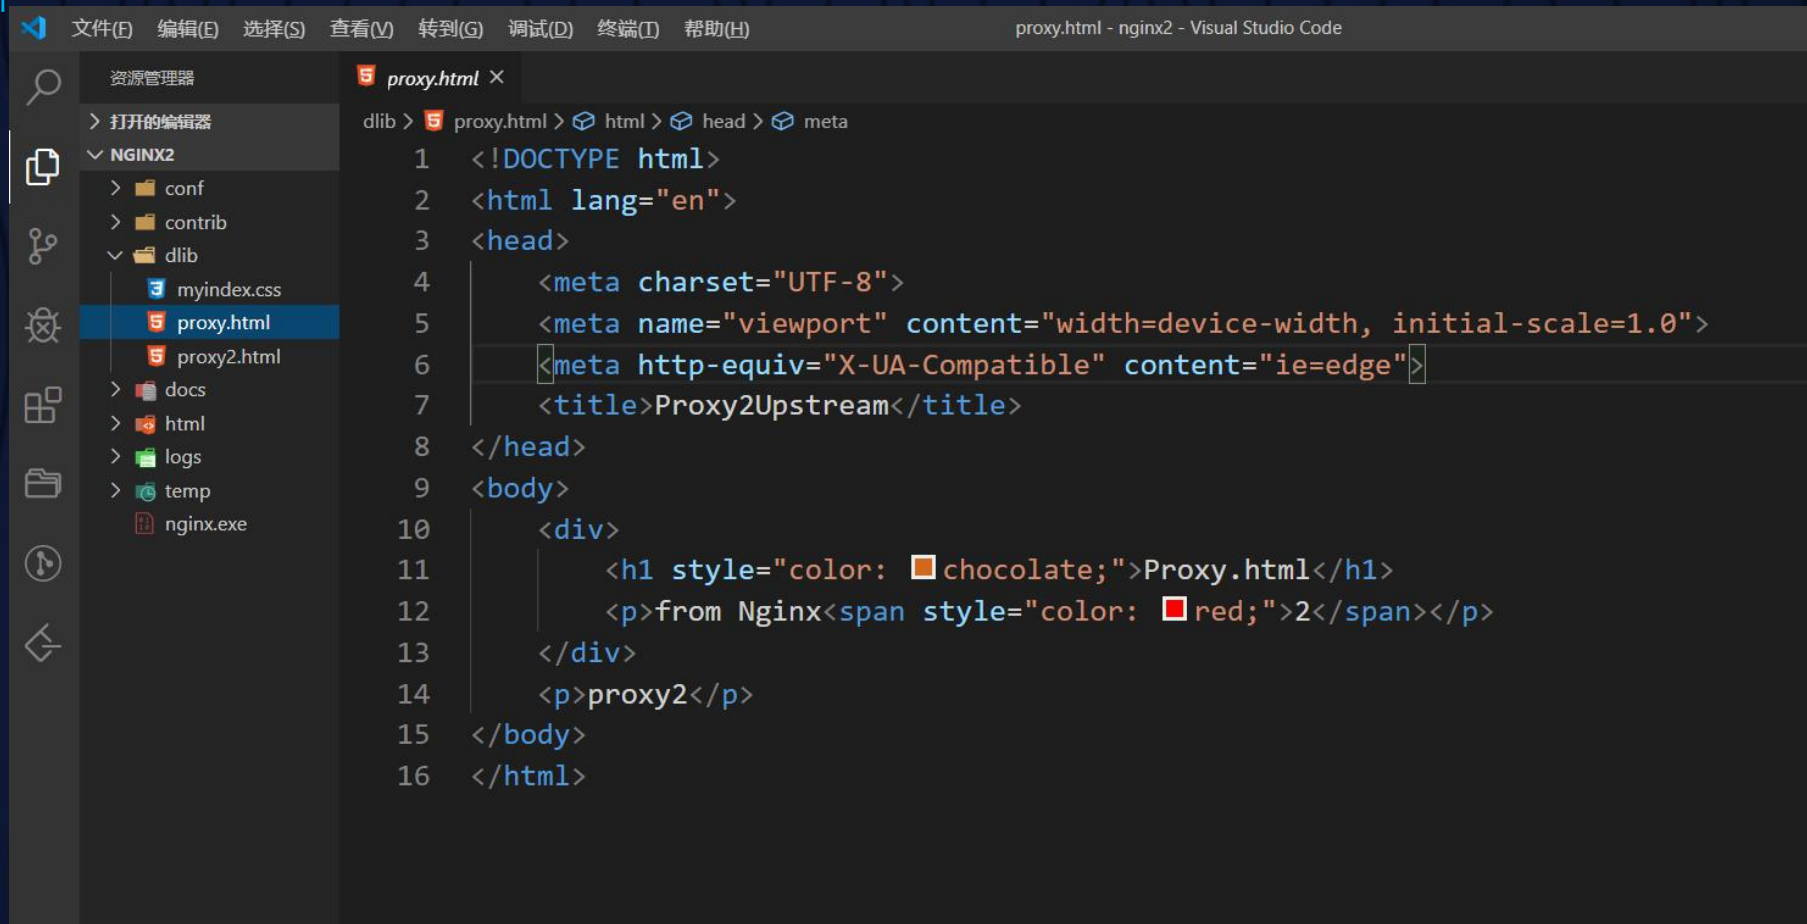 文件(F) 编辑(E) 选择(S) 查看(V) 转到(G) 调试(D) 终端(T) 帮助(H) proxy.html - nginx2 - Visual Studio Code
资源管理器
打开的编辑器
NGINX2
conf
contrib
dlib
myindex.css
proxy.html
proxy2.html
docs
html
logs
temp
nginx.exe
proxy.html
dlib > proxy.html > html > head > meta
1 <!DOCTYPE html>
2 <html lang="en">
3 <head>
4 <meta charset="UTF-8">
5 <meta name="viewport" content="width=device-width, initial-scale=1.0">
6 <meta http-equiv="X-UA-Compatible" content="ie=edge">
7 <title>Proxy2Upstream</title>
8 </head>
9 <body>
10 <div>
11 <h1 style="color: chocolate;">Proxy.html</h1>
12 <p>from Nginx<span style="color: red;">2</span></p>
13 </div>
14 <p>proxy2</p>
15 </body>
16 </html>